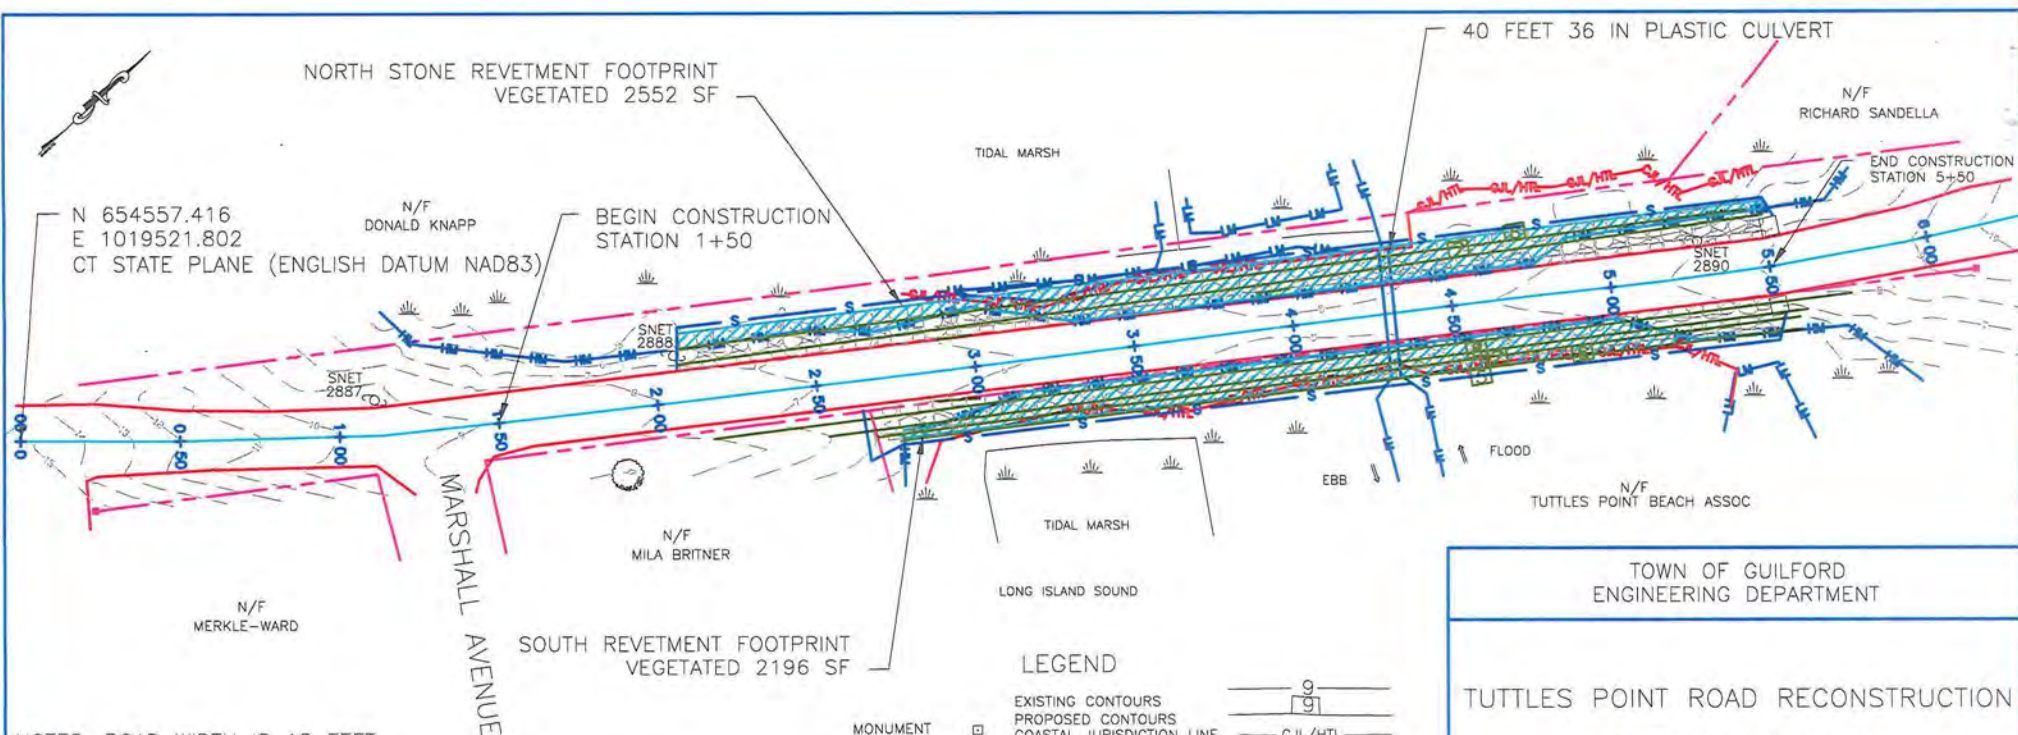 40 FEET 36 IN PLASTIC CULVERT
NORTH STONE REVETMENT FOOTPRINT
VEGETATED 2552 SF
N/F
RICHARD SANDELLA
TIDAL MARSH
END CONSTRUCTION
STATION 5+50
N 654557.416
E 1019521.802
CT STATE PLANE (ENGLISH DATUM NAD83)
N/F
DONALD KNAPP
BEGIN CONSTRUCTION
STATION 1+50
SNET
2890
SNET
2888
SNET
2887
0+00
0+50
1+00
1+50
2+00
2+50
3+00
3+50
4+00
4+50
5+00
5+50
6+00
MARSHALL AVENUE
EBB
FLOOD
N/F
TUTTLES POINT BEACH ASSOC
N/F
MILA BRITNER
TIDAL MARSH
LONG ISLAND SOUND
N/F
MERKLE-WARD
SOUTH REVETMENT FOOTPRINT
VEGETATED 2196 SF
TOWN OF GUILFORD
ENGINEERING DEPARTMENT
TUTTLES POINT ROAD RECONSTRUCTION
LEGEND
EXISTING CONTOURS 9
PROPOSED CONTOURS 9
MONUMENT
COASTAL JURISDICTION LINE CJL/HTL